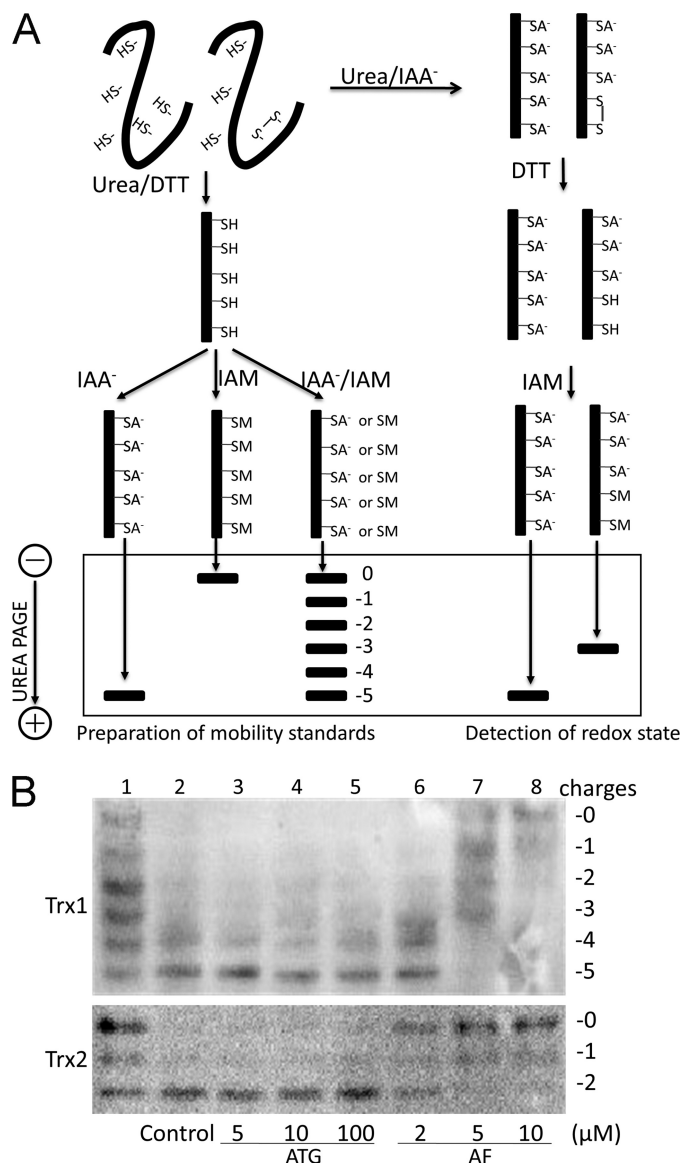 A
HS-
HS-
HS-
HS-
HS-
HS-
HS-
HS-
S-
S-
Urea/IAA⁻
SA⁻
SA⁻
SA⁻
SA⁻
SA⁻
SA⁻
SA⁻
SA⁻
S
S
Urea/DTT
DTT
SH
SH
SH
SH
SH
SA⁻
SA⁻
SA⁻
SA⁻
SA⁻
SA⁻
SA⁻
SA⁻
SH
SH
IAA⁻
IAM
IAA⁻/IAM
IAM
SA⁻
SA⁻
SA⁻
SA⁻
SA⁻
SM
SM
SM
SM
SM
SA⁻ or SM
SA⁻ or SM
SA⁻ or SM
SA⁻ or SM
SA⁻ or SM
SA⁻
SA⁻
SA⁻
SA⁻
SA⁻
SA⁻
SA⁻
SA⁻
SM
SM
−
UREA PAGE
+
0
-1
-2
-3
-4
-5
Preparation of mobility standards
Detection of redox state
B
1 2 3 4 5 6 7 8 charges
Trx1
-0
-1
-2
-3
-4
-5
Trx2
-0
-1
-2
Control 5 10 100 2 5 10 (μM)
ATG AF